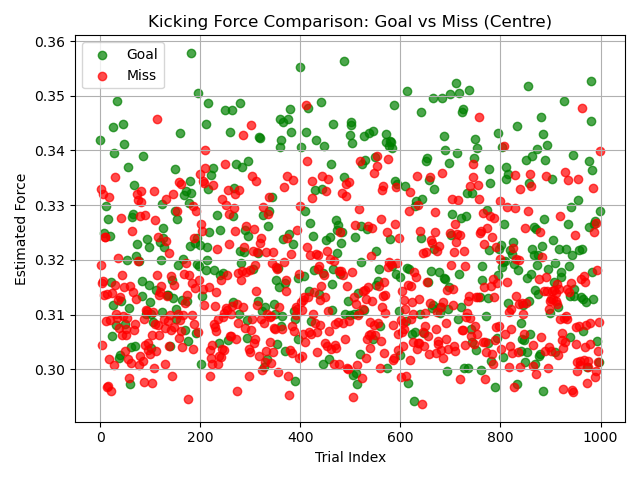 Kicking Force Comparison: Goal vs Miss (Centre)
Goal
Miss
Estimated Force
0.36
0.35
0.34
0.33
0.32
0.31
0.30
0
200
400
600
800
1000
Trial Index